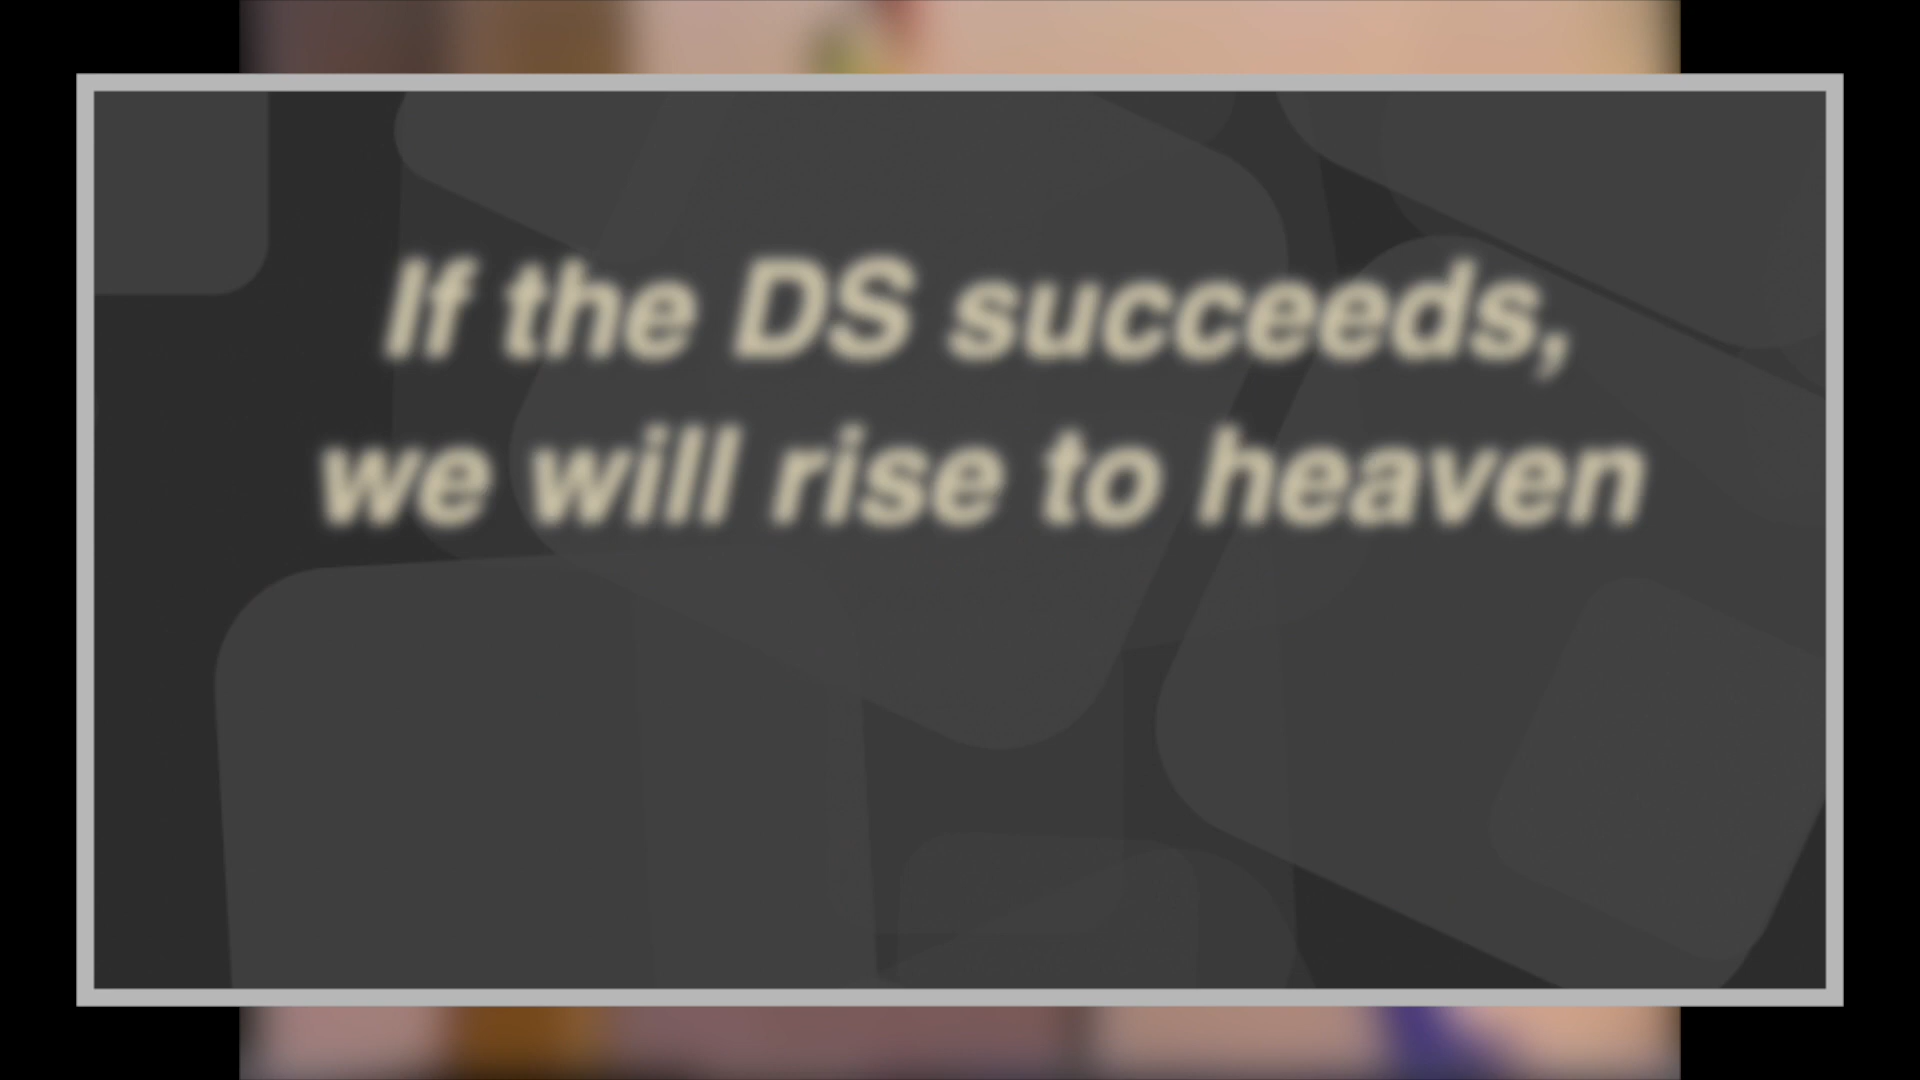 If the DS succeeds,
we will rise to heaven